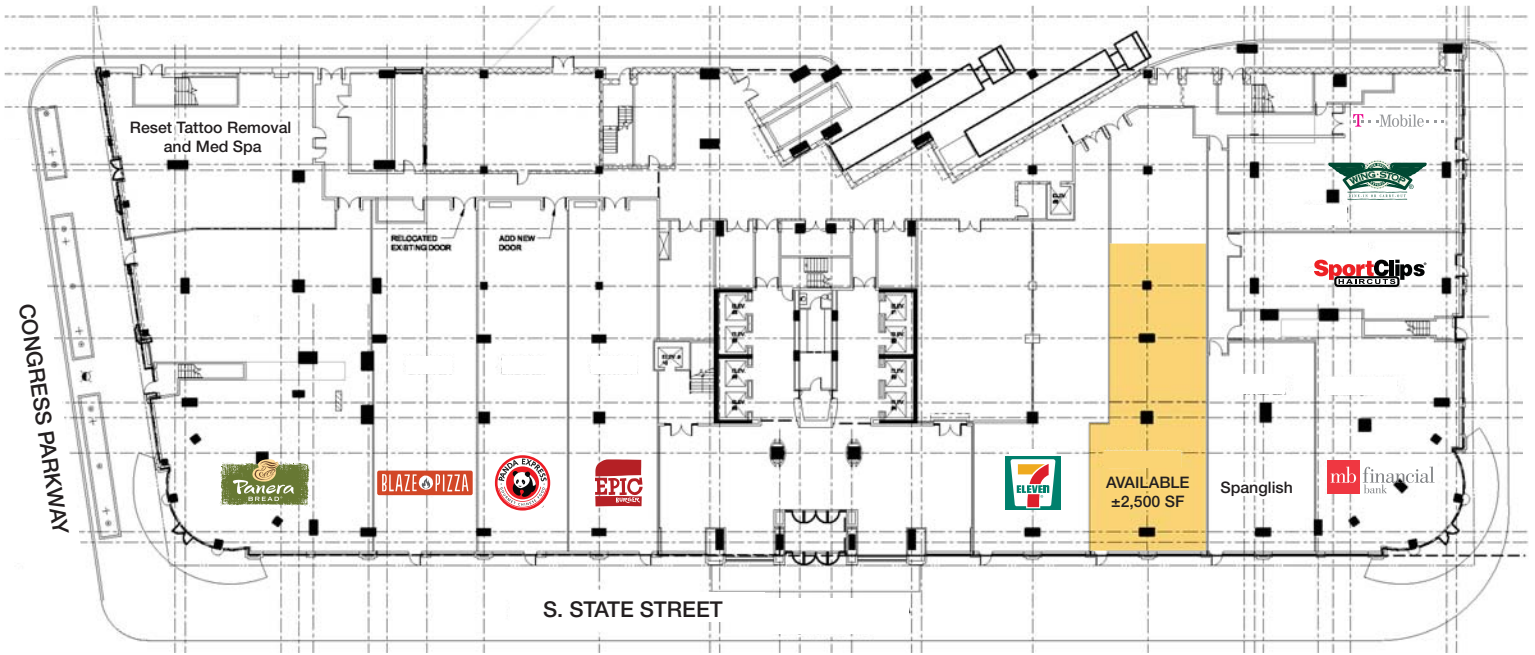 Reset Tattoo Removal
and Med Spa
T··Mobile···
WING·STOP
RELOCATED
EXISTING DOOR
ADD NEW
DOOR
SportClips
HAIRCUTS
CONGRESS PARKWAY
Panera
BREAD
BLAZE PIZZA
PANDA EXPRESS
EPIC
BURGER
7
ELEVEN
AVAILABLE
±2,500 SF
Spanglish
mb financial
bank
S. STATE STREET